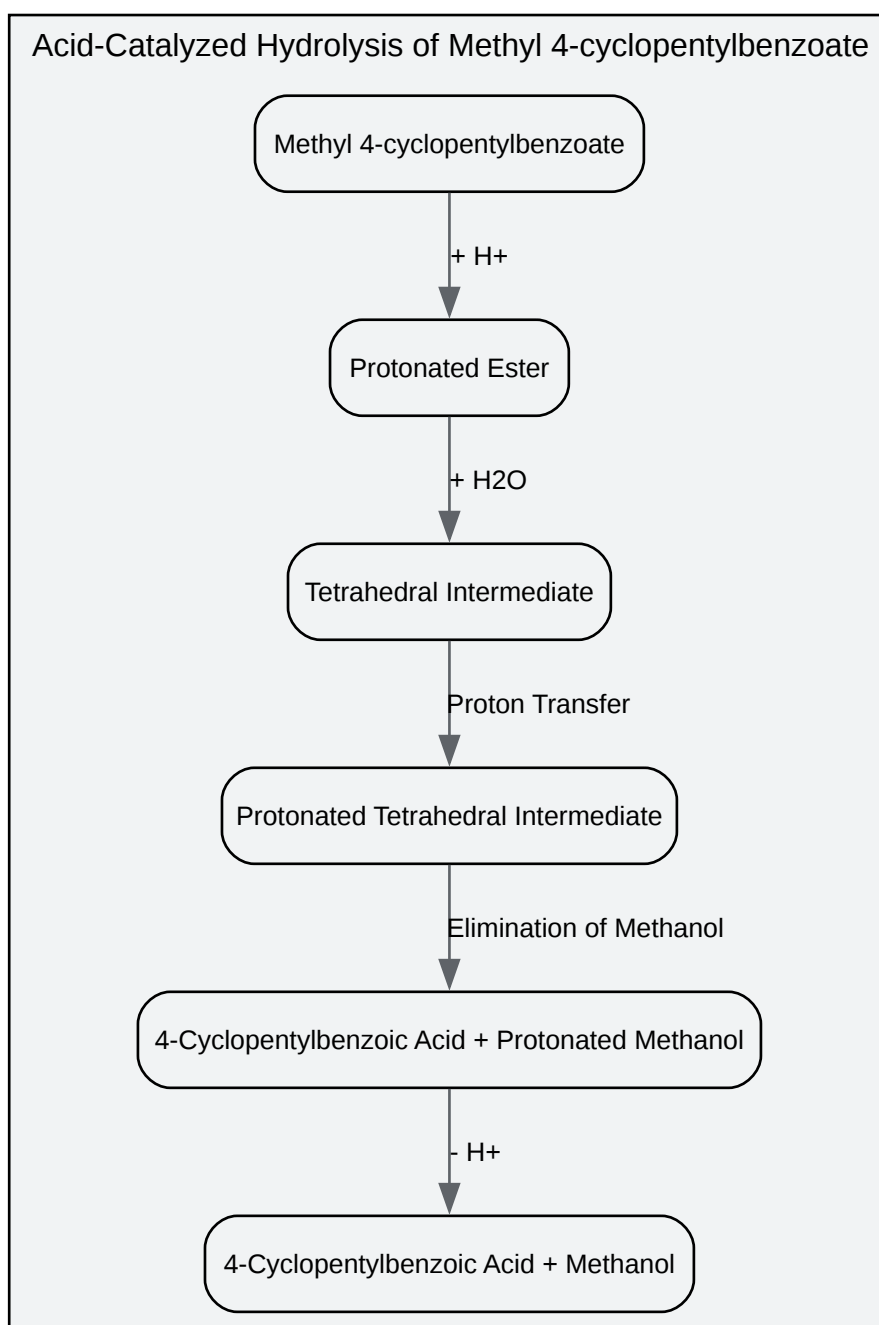 Acid-Catalyzed Hydrolysis of Methyl 4-cyclopentylbenzoate
Methyl 4-cyclopentylbenzoate
+ H+
Protonated Ester
+ H2O
Tetrahedral Intermediate
Proton Transfer
Protonated Tetrahedral Intermediate
Elimination of Methanol
4-Cyclopentylbenzoic Acid + Protonated Methanol
- H+
4-Cyclopentylbenzoic Acid + Methanol